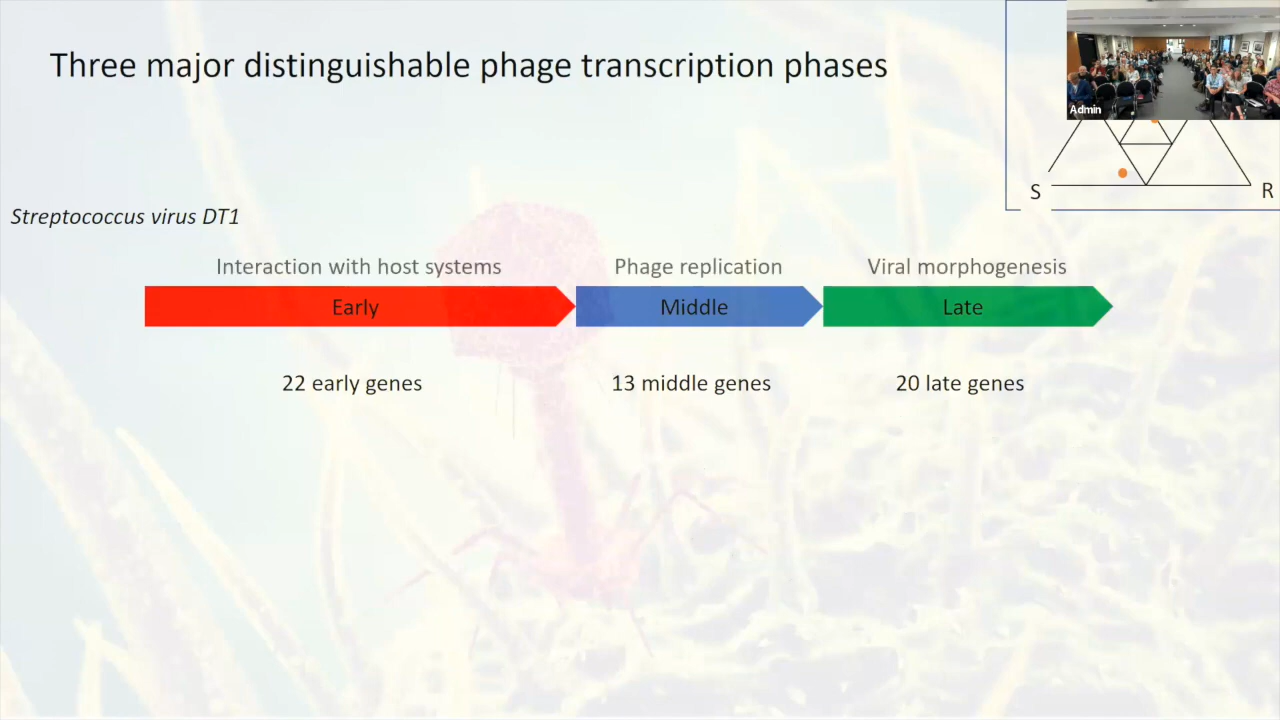 Three major distinguishable phage transcription phases
Admin
S
R
Streptococcus virus DT1
Interaction with host systems
Phage replication
Viral morphogenesis
Early
Middle
Late
22 early genes
13 middle genes
20 late genes